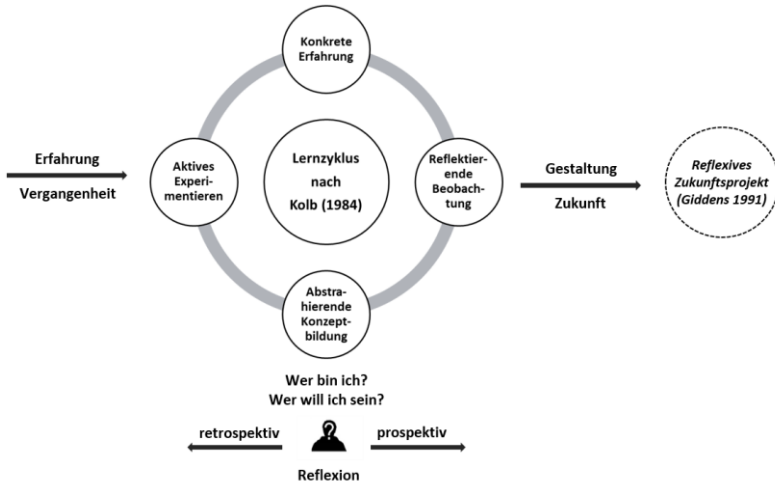 Konkrete
Erfahrung
Erfahrung
Vergangenheit
Aktives
Experi-
mentieren
Lernzyklus
nach
Kolb (1984)
Reflektier-
ende
Beobach-
tung
Gestaltung
Zukunft
Reflexives
Zukunftsprojekt
(Giddens 1991)
Abstra-
hierende
Konzept-
bildung
Wer bin ich?
Wer will ich sein?
retrospektiv
?
prospektiv
Reflexion